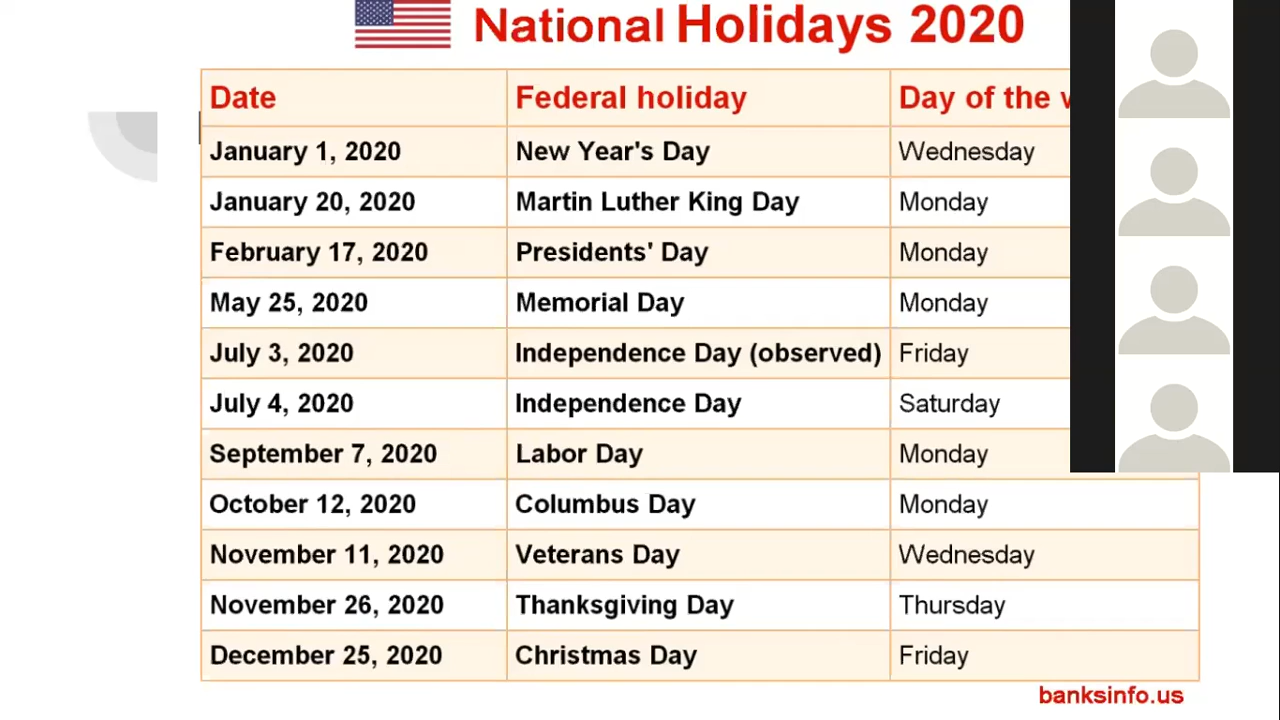 National Holidays 2020
Date Federal holiday Day of the
January 1, 2020 New Year's Day Wednesday
January 20, 2020 Martin Luther King Day Monday
February 17, 2020 Presidents' Day Monday
May 25, 2020 Memorial Day Monday
July 3, 2020 Independence Day (observed) Friday
July 4, 2020 Independence Day Saturday
September 7, 2020 Labor Day Monday
October 12, 2020 Columbus Day Monday
November 11, 2020 Veterans Day Wednesday
November 26, 2020 Thanksgiving Day Thursday
December 25, 2020 Christmas Day Friday
banksinfo.us